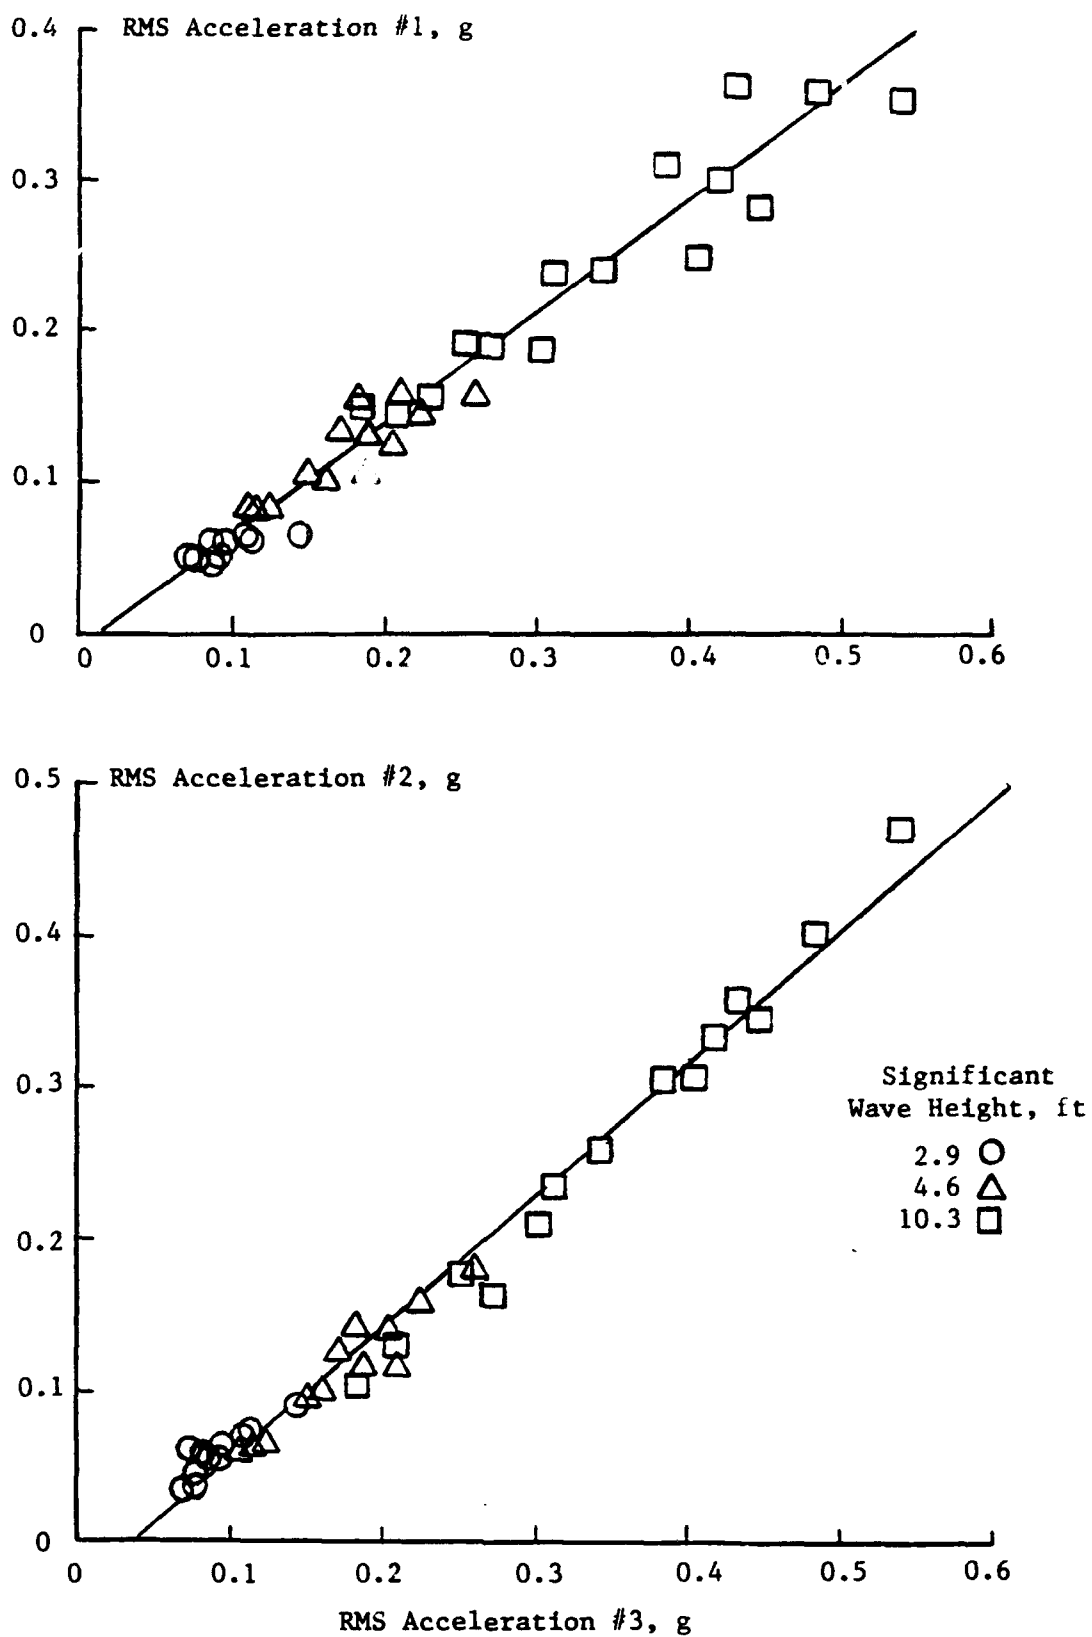 0.4 RMS Acceleration #1, g
0.3
0.2
0.1
0
0 0.1 0.2 0.3 0.4 0.5 0.6
0.5 RMS Acceleration #2, g
0.4
0.3
Significant
Wave Height, ft
2.9
4.6
10.3
0.2
0.1
0
0 0.1 0.2 0.3 0.4 0.5 0.6
RMS Acceleration #3, g